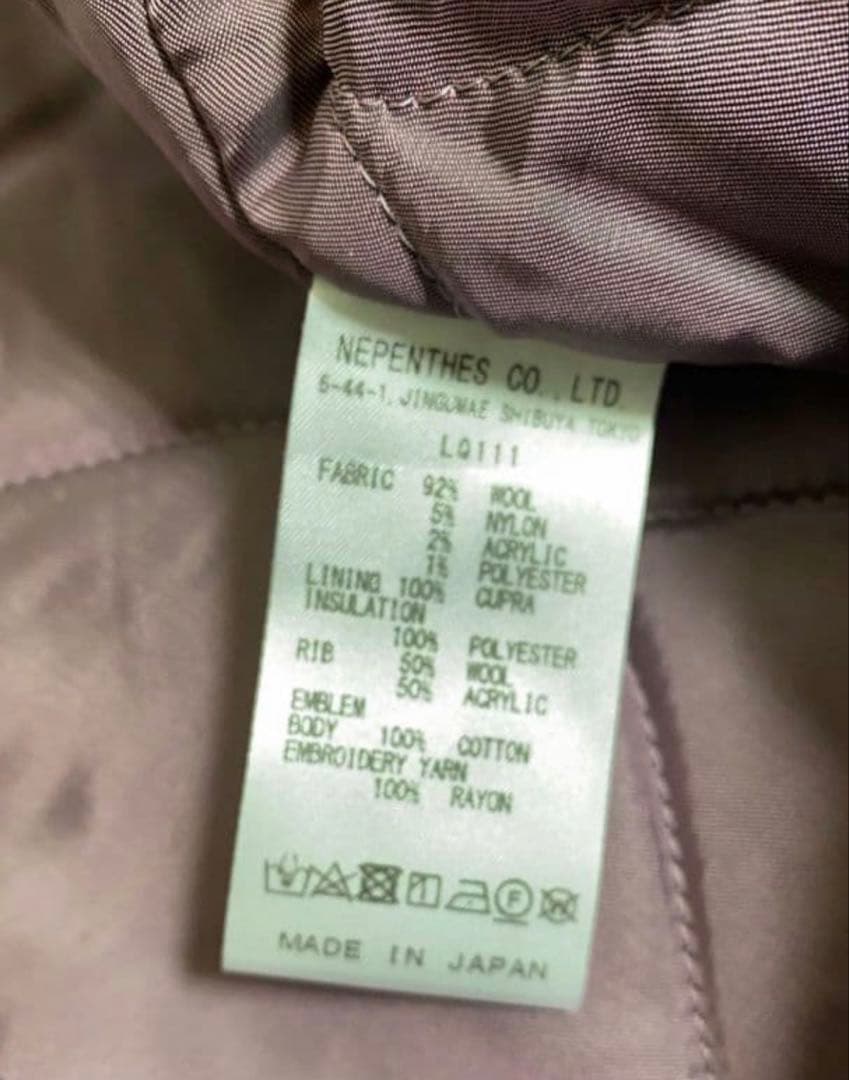 NEPENTHES CO., LTD.
6-44-1, JINGUMAE SHIBUYA TOKYO
LQ111
FABRIC 92% WOOL
5% NYLON
2% ACRYLIC
1% POLYESTER
LINING 100% CUPRA
INSULATION
100% POLYESTER
RIB 50% WOOL
50% ACRYLIC
EMBLEM
BODY 100% COTTON
EMBROIDERY YARN
100% RAYON
F W
MADE IN JAPAN